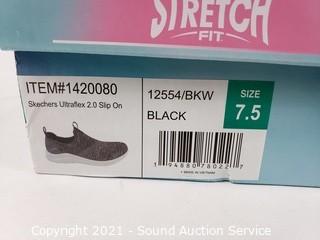 STRETCH
FIT
ITEM#1420080
Skechers Ultraflex 2.0 Slip On
12554/BKW
BLACK
SIZE
7.5
MADE IN VIETNAM
Copyright 2021 - Sound Auction Service